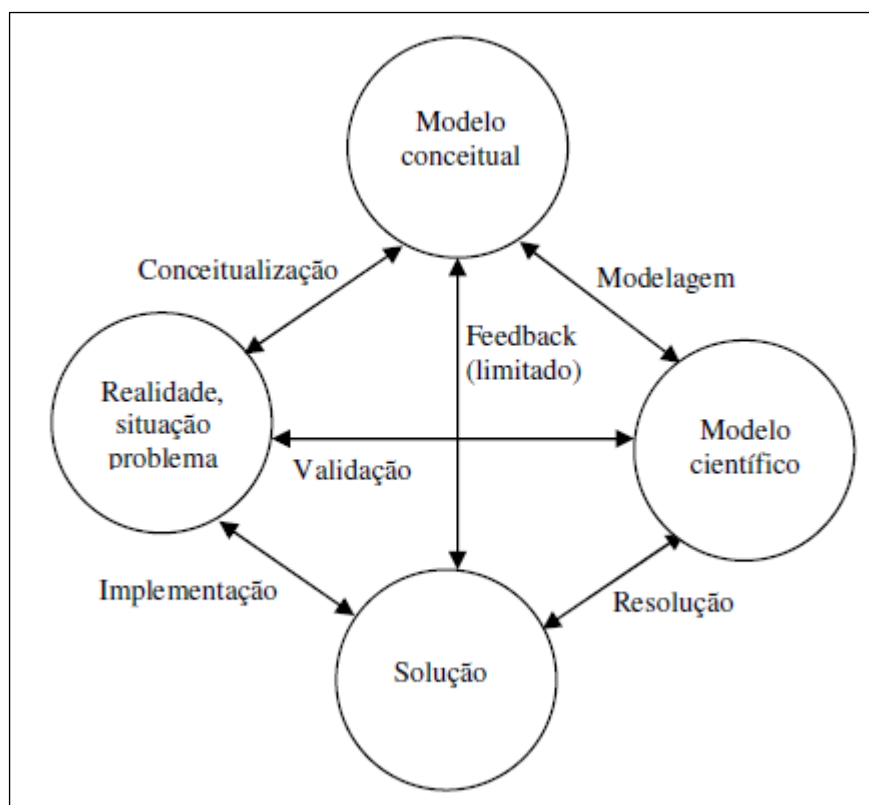 Modelo
conceitual
Conceitualização
Modelagem
Feedback
(limitado)
Realidade,
situação
problema
Modelo
científico
Validação
Implementação
Resolução
Solução